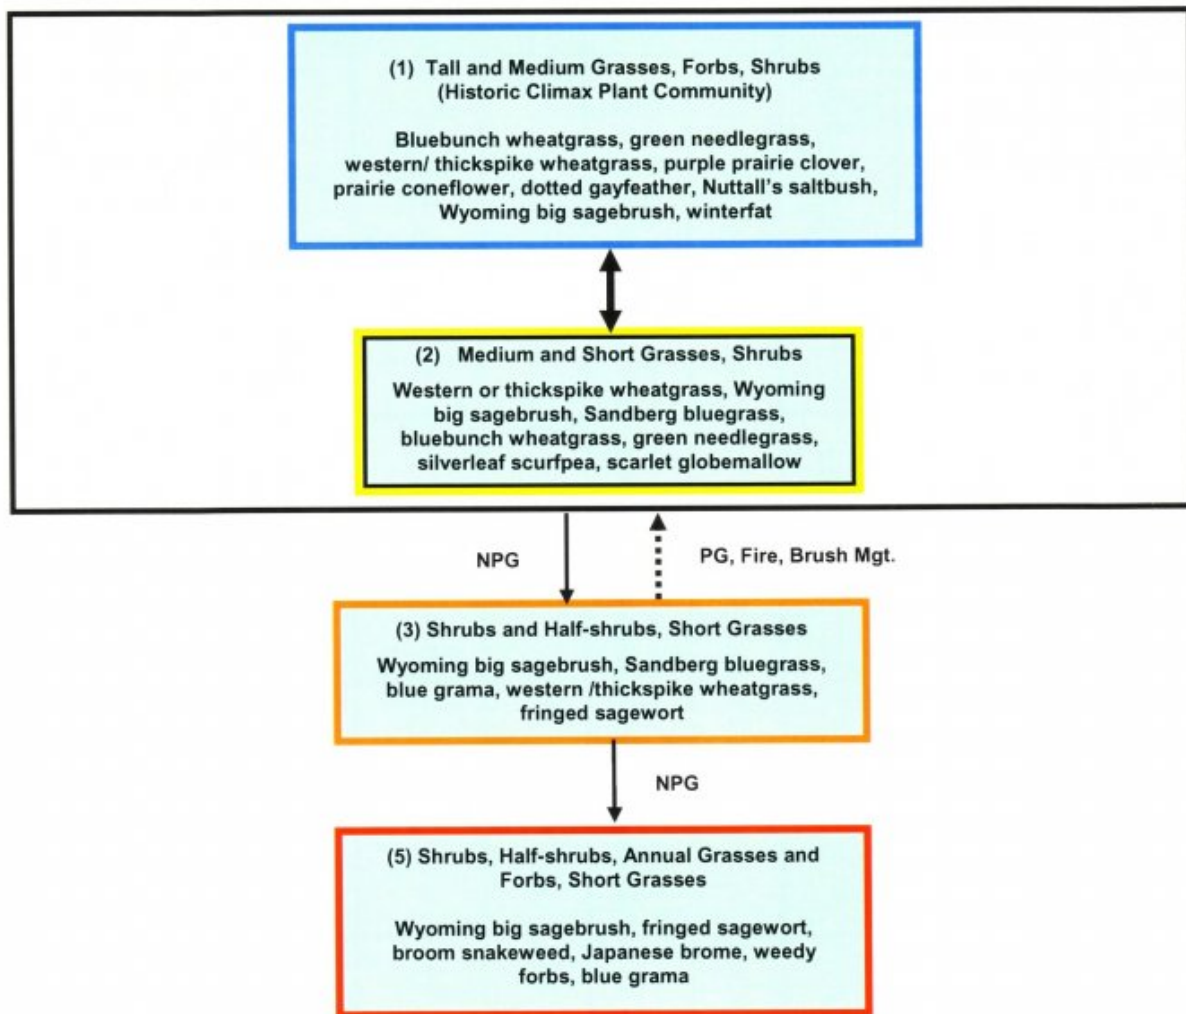 (1) Tall and Medium Grasses, Forbs, Shrubs
(Historic Climax Plant Community)
Bluebunch wheatgrass, green needlegrass,
western/ thickspike wheatgrass, purple prairie clover,
prairie coneflower, dotted gayfeather, Nuttall's saltbush,
Wyoming big sagebrush, winterfat
(2) Medium and Short Grasses, Shrubs
Western or thickspike wheatgrass, Wyoming
big sagebrush, Sandberg bluegrass,
bluebunch wheatgrass, green needlegrass,
silverleaf scurfpea, scarlet globemallow
NPG
PG, Fire, Brush Mgt.
(3) Shrubs and Half-shrubs, Short Grasses
Wyoming big sagebrush, Sandberg bluegrass,
blue grama, western /thickspike wheatgrass,
fringed sagewort
NPG
(5) Shrubs, Half-shrubs, Annual Grasses and
Forbs, Short Grasses
Wyoming big sagebrush, fringed sagewort,
broom snakeweed, Japanese brome, weedy
forbs, blue grama